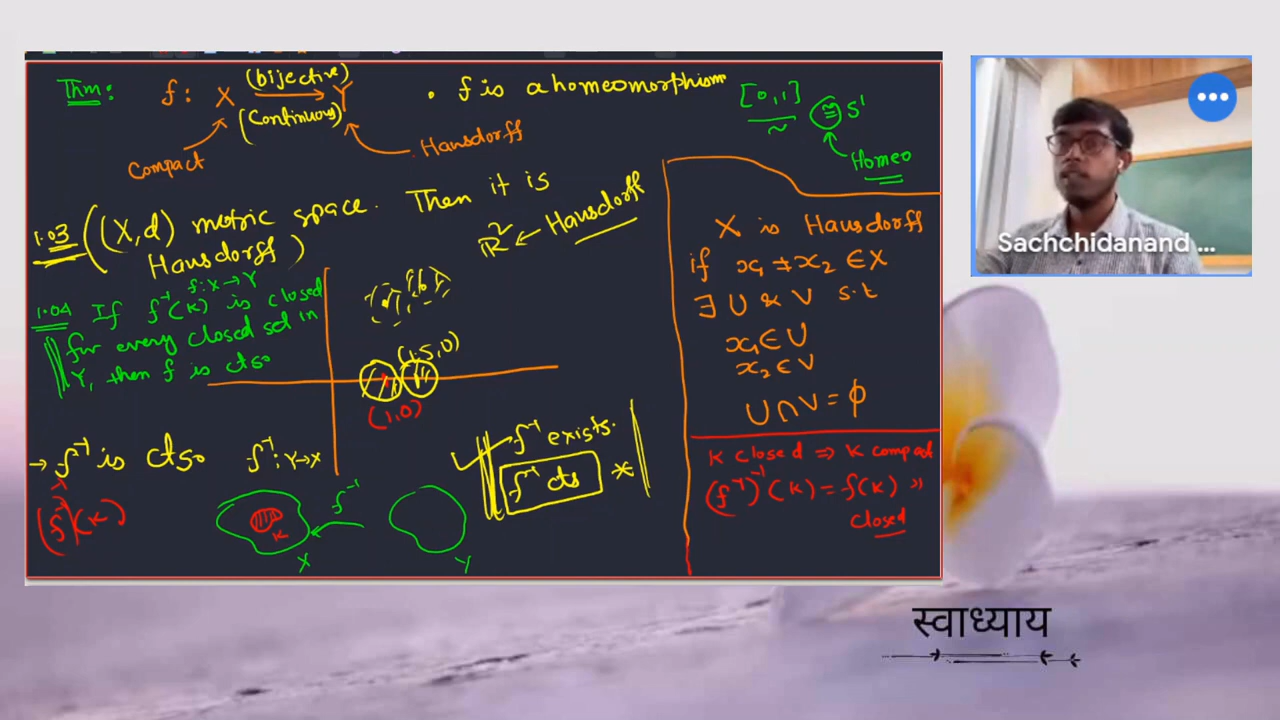 Thm: f: X (bijective) ⟶ (Continuous) Y
• f is a homeomorphism
[0,1] / ~ ≅ S¹
Homeo
Compact
Hausdorff
1.03 ((X,d) metric space. Then it is
Hausdorff)
ℝ² ← Hausdorff
f: X→Y
1.04 If f⁻¹(K) is closed
for every closed set in
Y, then f is cts.
(1.5,0)
(1,0)
→ f⁻¹ is cts.
f⁻¹: Y→X
f⁻¹ exists.
f⁻¹ cts *
(f⁻¹)⁻¹(K)
f⁻¹
K
X
Y
X is Hausdorff
if x₁ ≠ x₂ ∈ X
∃ U & V s.t
x₁ ∈ U
x₂ ∈ V
U ∩ V = ϕ
K closed ⇒ K compact
(f⁻¹)⁻¹(K) = f(K) is
closed
Sachchidanand ...
स्वाध्याय